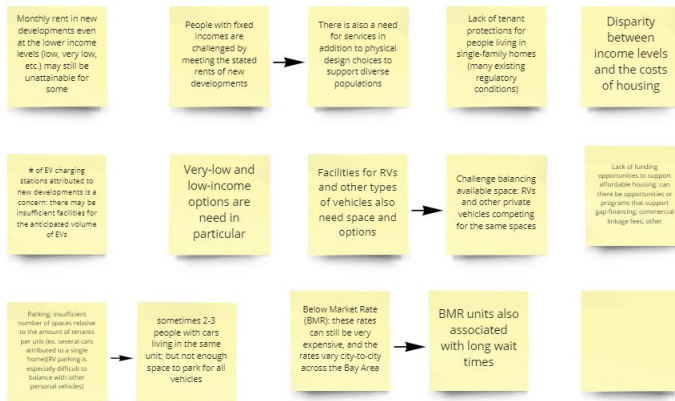 Monthly rent in new
developments even
at the lower income
levels (low, very low,
etc.) may still be
unattainable for
some
People with fixed
incomes are
challenged by
meeting the stated
rents of new
developments
There is also a need
for services in
addition to physical
design choices to
support diverse
populations
Lack of tenant
protections for
people living in
single-family homes
(many existing
regulatory
conditions)
Disparity
between
income levels
and the costs
of housing
# of EV charging
stations attributed to
new developments is a
concern: there may be
insufficient facilities for
the anticipated volume
of EVs
Very-low and
low-income
options are
need in
particular
Facilities for RVs
and other types
of vehicles also
need space and
options
Challenge balancing
available space: RVs
and other private
vehicles competing
for the same spaces
Lack of funding
opportunities to support
affordable housing: can
there be opportunities or
programs that support
gap-financing; commercial
linkage fees; other
Parking: insufficient
number of spaces relative
to the amount of tenants
per unit (ex. several cars
attributed to a single
home)(RV parking is
especially difficult to
balance with other
personal vehicles)
sometimes 2-3
people with cars
living in the same
unit; but not enough
space to park for all
vehicles
Below Market Rate
(BMR): these rates
can still be very
expensive, and the
rates vary city-to-city
across the Bay Area
BMR units also
associated
with long wait
times